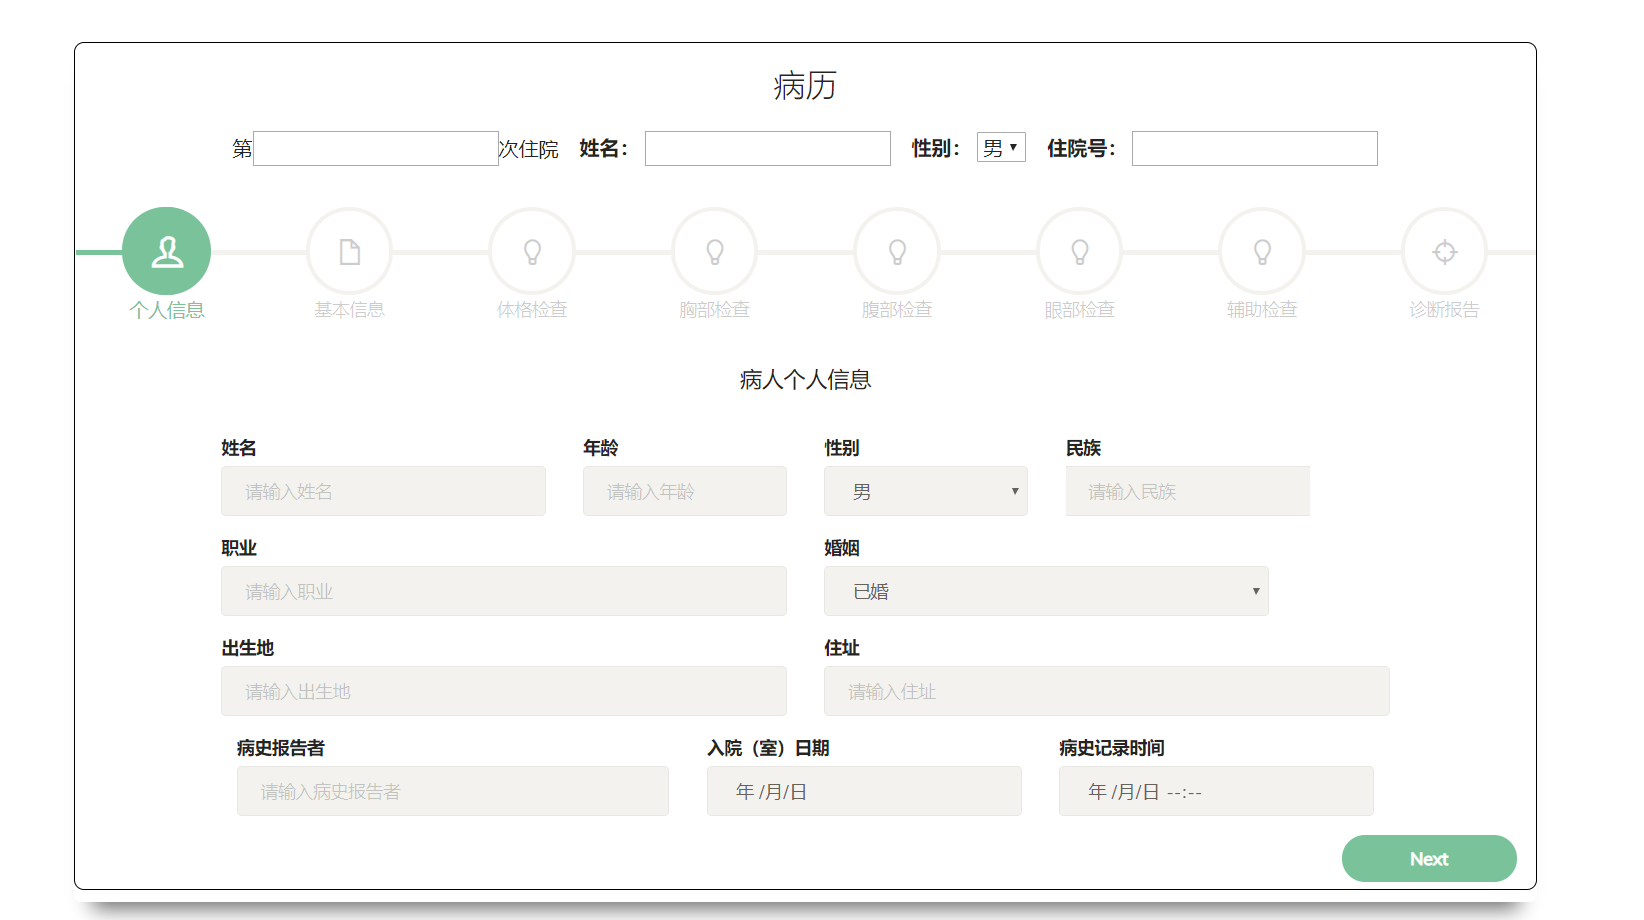 病历
第 次住院 姓名： 性别： 男 住院号：
个人信息 基本信息 体格检查 胸部检查 腹部检查 眼部检查 辅助检查 诊断报告
病人个人信息
姓名 年龄 性别 民族
请输入姓名 请输入年龄 男 请输入民族
职业 婚姻
请输入职业 已婚
出生地 住址
请输入出生地 请输入住址
病史报告者 入院（室）日期 病史记录时间
请输入病史报告者 年 /月/日 年 /月/日 --:--
Next